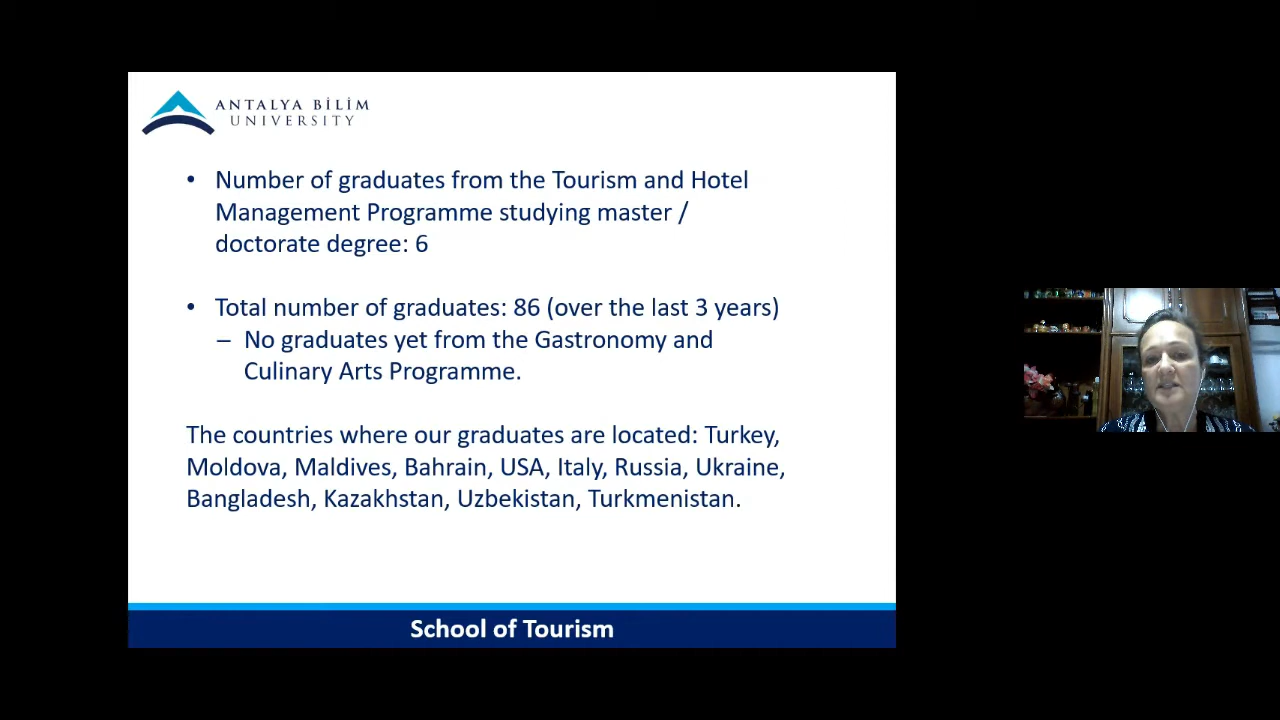 ANTALYA BİLİM
UNIVERSITY
• Number of graduates from the Tourism and Hotel
Management Programme studying master /
doctorate degree: 6
• Total number of graduates: 86 (over the last 3 years)
– No graduates yet from the Gastronomy and
Culinary Arts Programme.
The countries where our graduates are located: Turkey,
Moldova, Maldives, Bahrain, USA, Italy, Russia, Ukraine,
Bangladesh, Kazakhstan, Uzbekistan, Turkmenistan.
School of Tourism